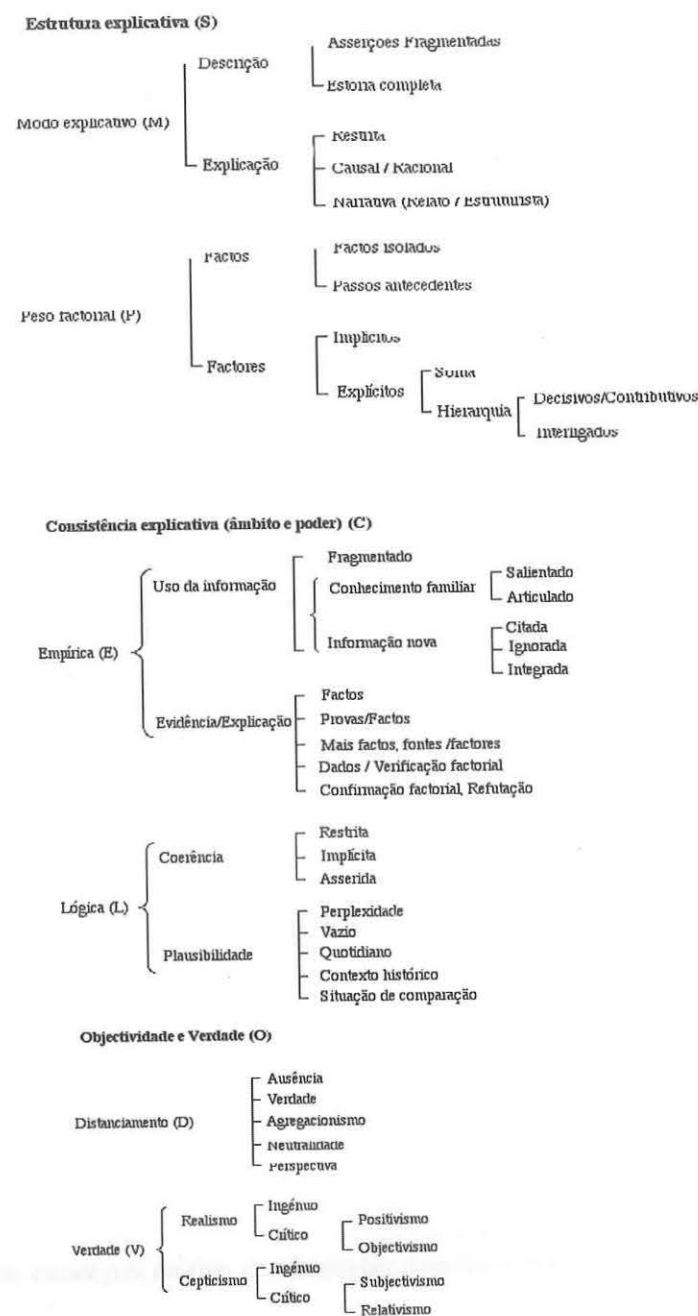 Estrutura explicativa (S)
Modo explicativo (M)
Descrição
Asserções Fragmentadas
Estória completa
Explicação
Restrita
Causal / Racional
Narrativa (Relato / Estruturista)
Peso factorial (P)
Factos
Factos isolados
Passos antecedentes
Factores
Implícitos
Explícitos
Soma
Hierarquia
Decisivos/Contributivos
Interligados
Consistência explicativa (âmbito e poder) (C)
Empírica (E)
Uso da informação
Fragmentado
Conhecimento familiar
Salientado
Articulado
Informação nova
Citada
Ignorada
Integrada
Evidência/Explicação
Factos
Provas/Factos
Mais factos, fontes /factores
Dados / Verificação factorial
Confirmação factorial, Refutação
Lógica (L)
Coerência
Restrita
Implícita
Asserida
Plausibilidade
Perplexidade
Vazio
Quotidiano
Contexto histórico
Situação de comparação
Objectividade e Verdade (O)
Distanciamento (D)
Ausência
Verdade
Agregacionismo
Neutralidade
Perspectiva
Verdade (V)
Realismo
Ingénuo
Crítico
Positivismo
Objectivismo
Cepticismo
Ingénuo
Crítico
Subjectivismo
Relativismo